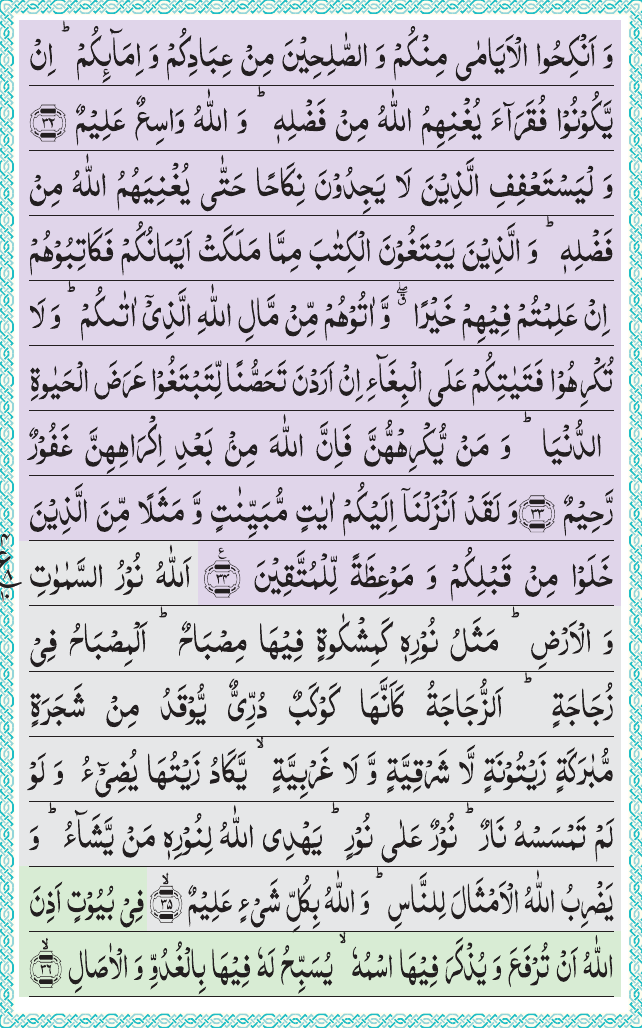 وَ اَنْكِحُوا الْاَيَامٰى مِنْكُمْ وَ الصّٰلِحِيْنَ مِنْ عِبَادِكُمْ وَ اِمَآىِٕكُمْ ؕ اِنْ
يَّكُوْنُوْا فُقَرَآءَ يُغْنِهِمُ اللّٰهُ مِنْ فَضْلِهٖ ؕ وَ اللّٰهُ وَاسِعٌ عَلِيْمٌ ﴿۳۲﴾
وَ لْيَسْتَعْفِفِ الَّذِيْنَ لَا يَجِدُوْنَ نِكَاحًا حَتّٰى يُغْنِيَهُمُ اللّٰهُ مِنْ
فَضْلِهٖ ؕ وَ الَّذِيْنَ يَبْتَغُوْنَ الْكِتٰبَ مِمَّا مَلَكَتْ اَيْمَانُكُمْ فَكَاتِبُوْهُمْ
اِنْ عَلِمْتُمْ فِيْهِمْ خَيْرًا ۖۗ وَّ اٰتُوْهُمْ مِّنْ مَّالِ اللّٰهِ الَّذِيْۤ اٰتٰىكُمْ ؕ وَ لَا
تُكْرِهُوْا فَتَيٰتِكُمْ عَلَى الْبِغَآءِ اِنْ اَرَدْنَ تَحَصُّنًا لِّتَبْتَغُوْا عَرَضَ الْحَيٰوةِ
الدُّنْيَا ؕ وَ مَنْ يُّكْرِهْهُّنَّ فَاِنَّ اللّٰهَ مِنْۢ بَعْدِ اِكْرَاهِهِنَّ غَفُوْرٌ
رَّحِيْمٌ ﴿۳۳﴾ وَ لَقَدْ اَنْزَلْنَاۤ اِلَيْكُمْ اٰيٰتٍ مُّبَيِّنٰتٍ وَّ مَثَلًا مِّنَ الَّذِيْنَ
خَلَوْا مِنْ قَبْلِكُمْ وَ مَوْعِظَةً لِّلْمُتَّقِيْنَ ﴿۳۴﴾ ع اَللّٰهُ نُوْرُ السَّمٰوٰتِ
وَ الْاَرْضِ ؕ مَثَلُ نُوْرِهٖ كَمِشْكٰوةٍ فِيْهَا مِصْبَاحٌ ؕ اَلْمِصْبَاحُ فِيْ
زُجَاجَةٍ ؕ اَلزُّجَاجَةُ كَاَنَّهَا كَوْكَبٌ دُرِّيٌّ يُّوْقَدُ مِنْ شَجَرَةٍ
مُّبٰرَكَةٍ زَيْتُوْنَةٍ لَّا شَرْقِيَّةٍ وَّ لَا غَرْبِيَّةٍ ۙ يَّكَادُ زَيْتُهَا يُضِيْٓءُ وَ لَوْ
لَمْ تَمْسَسْهُ نَارٌ ؕ نُوْرٌ عَلٰى نُوْرٍ ؕ يَهْدِى اللّٰهُ لِنُوْرِهٖ مَنْ يَّشَآءُ ؕ وَ
يَضْرِبُ اللّٰهُ الْاَمْثَالَ لِلنَّاسِ ؕ وَ اللّٰهُ بِكُلِّ شَيْءٍ عَلِيْمٌ ۙ﴿۳۵﴾ فِيْ بُيُوْتٍ اَذِنَ
اللّٰهُ اَنْ تُرْفَعَ وَ يُذْكَرَ فِيْهَا اسْمُهٗ ۙ يُسَبِّحُ لَهٗ فِيْهَا بِالْغُدُوِّ وَ الْاٰصَالِ ۙ﴿۳۶﴾